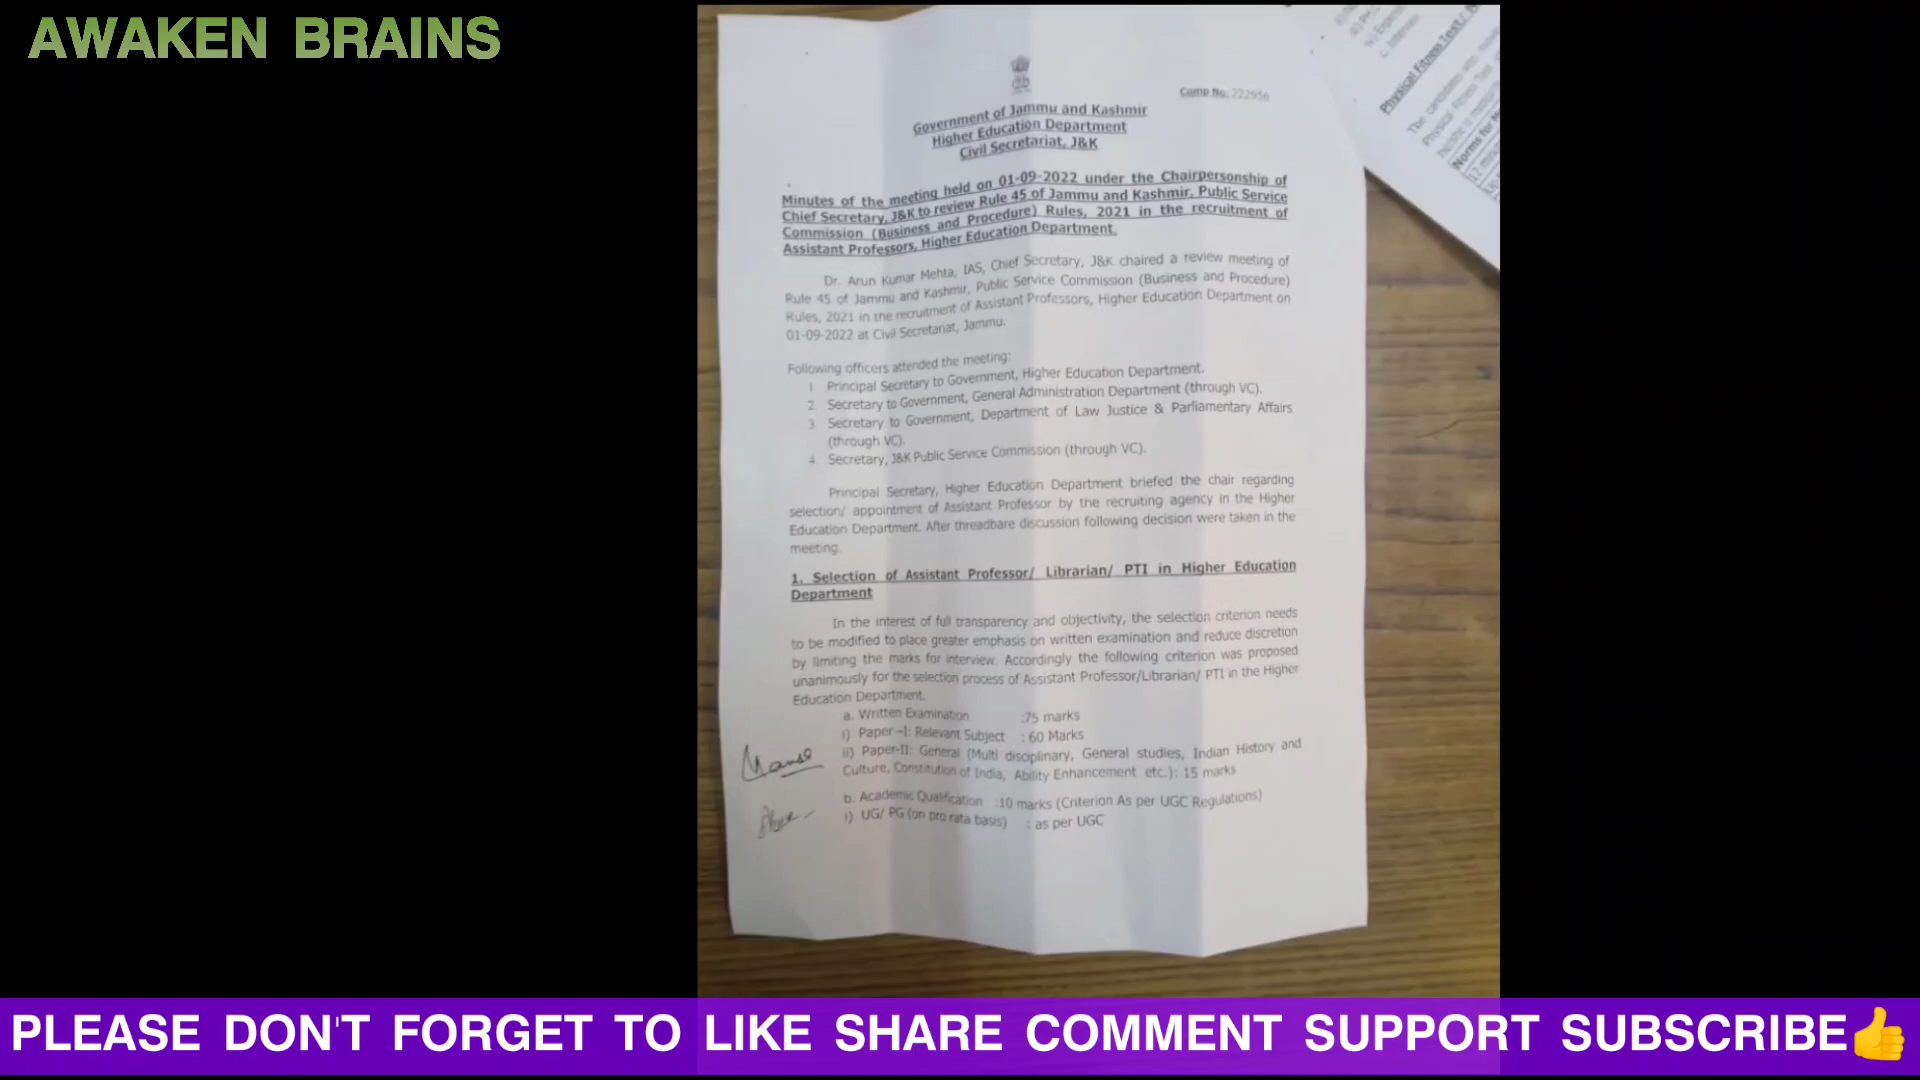 AWAKEN BRAINS
Comp No. 222956
Government of Jammu and Kashmir
Higher Education Department
Civil Secretariat, J&K
Minutes of the meeting held on 01-09-2022 under the Chairpersonship of
Chief Secretary, J&K to review Rule 45 of Jammu and Kashmir, Public Service
Commission (Business and Procedure) Rules, 2021 in the recruitment of
Assistant Professors, Higher Education Department.
Dr. Arun Kumar Mehta, IAS, Chief Secretary, J&K chaired a review meeting of
Rule 45 of Jammu and Kashmir, Public Service Commission (Business and Procedure)
Rules, 2021 in the recruitment of Assistant Professors, Higher Education Department on
01-09-2022 at Civil Secretariat, Jammu.
Following officers attended the meeting:
1 Principal Secretary to Government, Higher Education Department.
2. Secretary to Government, General Administration Department (through VC).
3 Secretary to Government, Department of Law Justice & Parliamentary Affairs
(through VC).
4. Secretary, J&K Public Service Commission (through VC).
Principal Secretary, Higher Education Department briefed the chair regarding
selection/ appointment of Assistant Professor by the recruiting agency in the Higher
Education Department. After threadbare discussion following decision were taken in the
meeting.
1. Selection of Assistant Professor/ Librarian/ PTI in Higher Education
Department
In the interest of full transparency and objectivity, the selection criterion needs
to be modified to place greater emphasis on written examination and reduce discretion
by limiting the marks for interview. Accordingly the following criterion was proposed
unanimously for the selection process of Assistant Professor/Librarian/ PTI in the Higher
Education Department.
a. Written Examination :75 marks
i) Paper –I: Relevant Subject : 60 Marks
ii) Paper-II: General (Multi disciplinary, General studies, Indian History and
Culture, Constitution of India, Ability Enhancement etc.): 15 marks
b. Academic Qualification :10 marks (Criterion As per UGC Regulations)
i) UG/ PG (on pro rata basis) : as per UGC
c. Interview
Physical Fitness Test
The candidates
Physical Fitness Test
Norms for
PLEASE DON'T FORGET TO LIKE SHARE COMMENT SUPPORT SUBSCRIBE